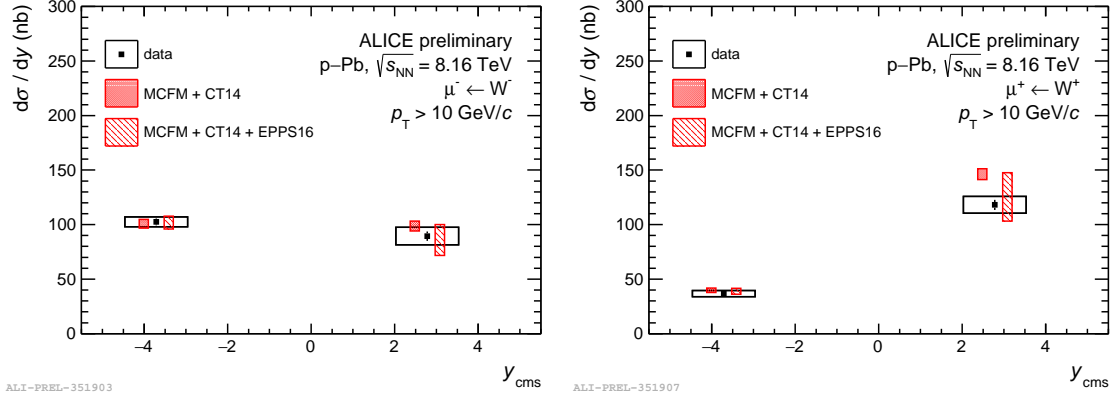 dσ / dy (nb)
300
250
200
150
100
50
0
data
MCFM + CT14
MCFM + CT14 + EPPS16
ALICE preliminary
p–Pb, √sNN = 8.16 TeV
μ- ← W-
pT > 10 GeV/c
−4
−2
0
2
4
ycms
ALI-PREL-351903
dσ / dy (nb)
300
250
200
150
100
50
0
data
MCFM + CT14
MCFM + CT14 + EPPS16
ALICE preliminary
p–Pb, √sNN = 8.16 TeV
μ+ ← W+
pT > 10 GeV/c
−4
−2
0
2
4
ycms
ALI-PREL-351907